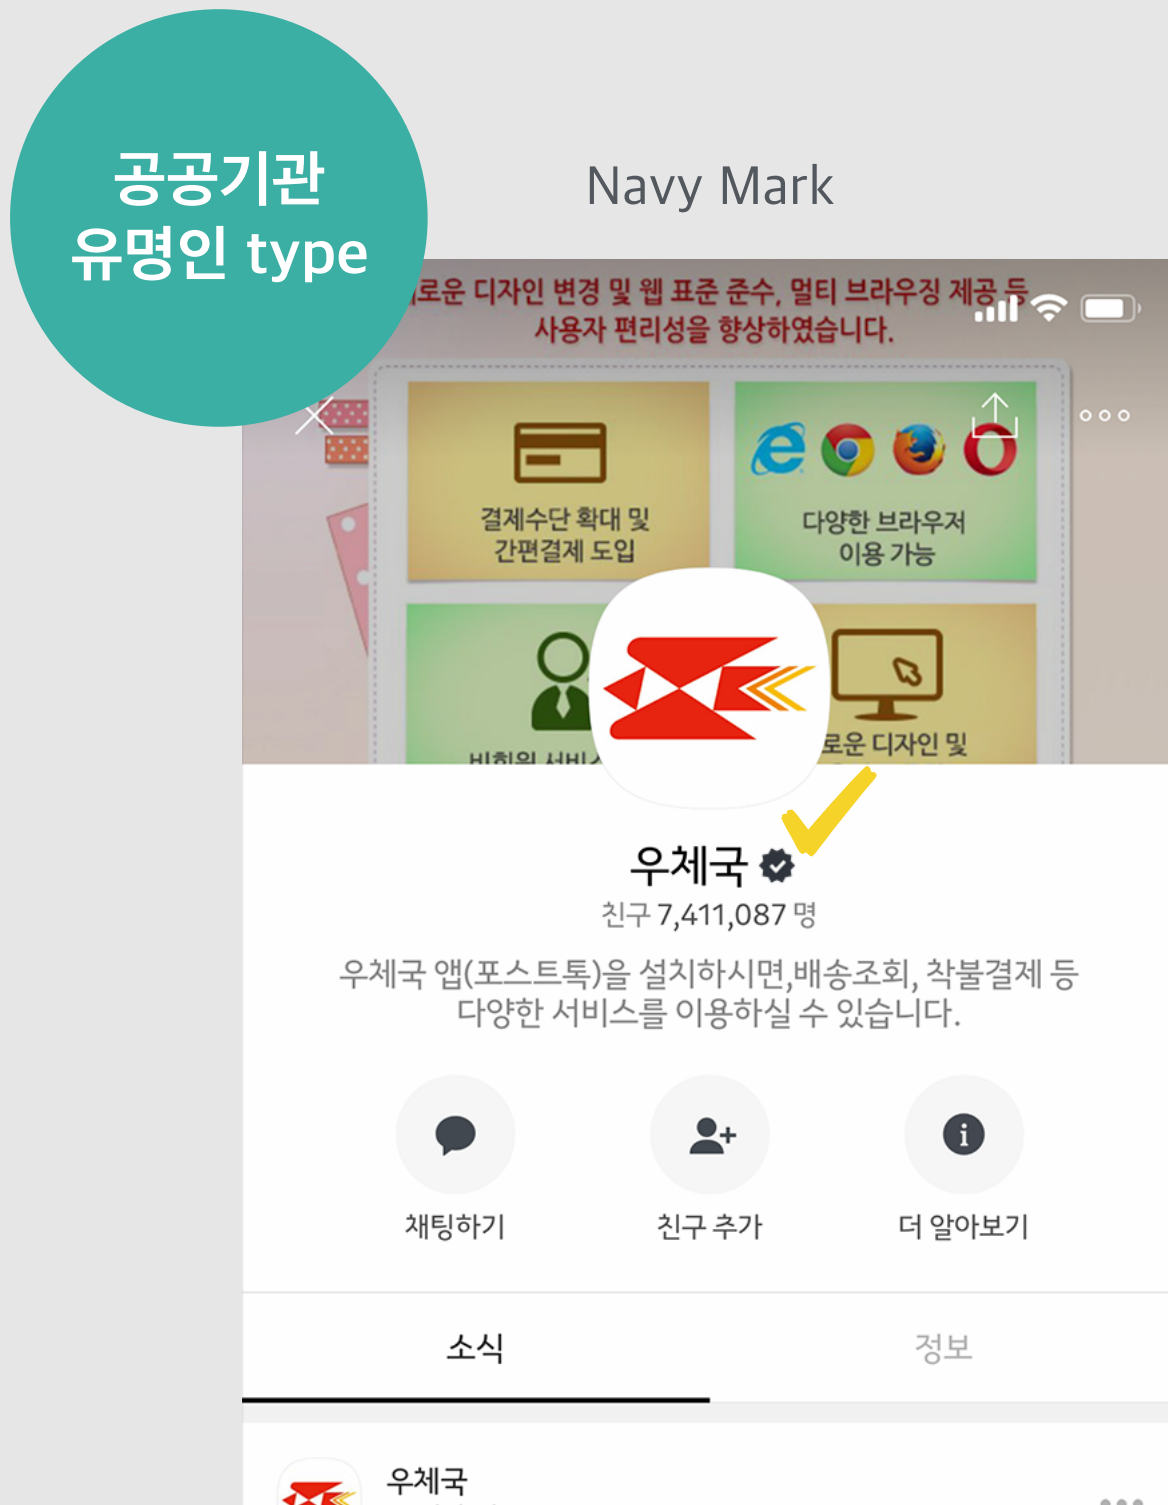 공공기관
유명인 type
Navy Mark
로운 디자인 변경 및 웹 표준 준수, 멀티 브라우징 제공 등
사용자 편리성을 향상하였습니다.
결제수단 확대 및
간편결제 도입
다양한 브라우저
이용 가능
비회원 서비스
로운 디자인 및
우체국
친구 7,411,087 명
우체국 앱(포스트톡)을 설치하시면,배송조회, 착불결제 등
다양한 서비스를 이용하실 수 있습니다.
채팅하기
친구 추가
더 알아보기
소식
정보
우체국